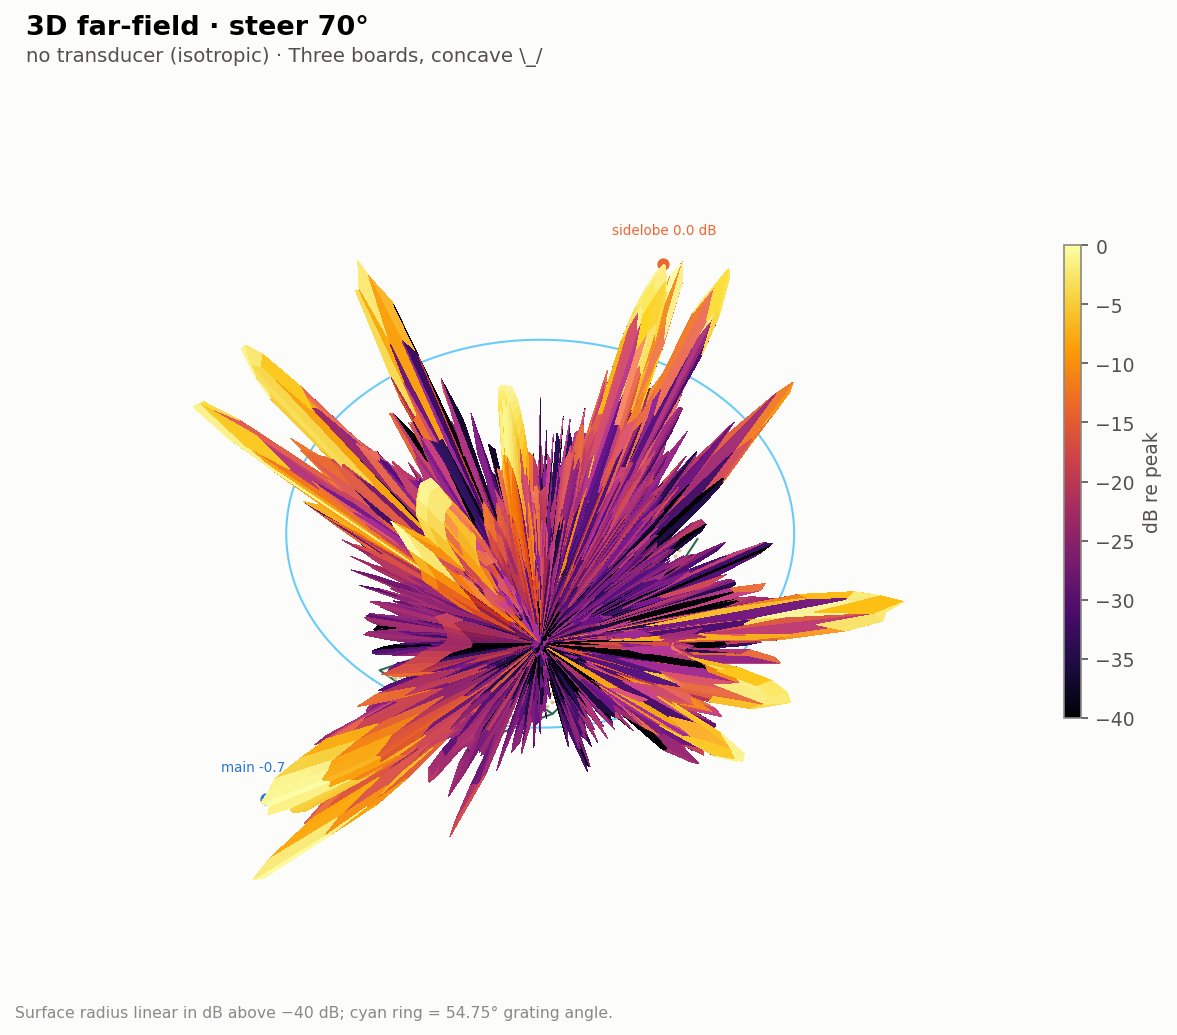 3D far-field · steer 70°
no transducer (isotropic) · Three boards, concave \_/
sidelobe 0.0 dB
main -0.7
0
−5
−10
−15
−20
−25
−30
−35
−40
dB re peak
Surface radius linear in dB above −40 dB; cyan ring = 54.75° grating angle.